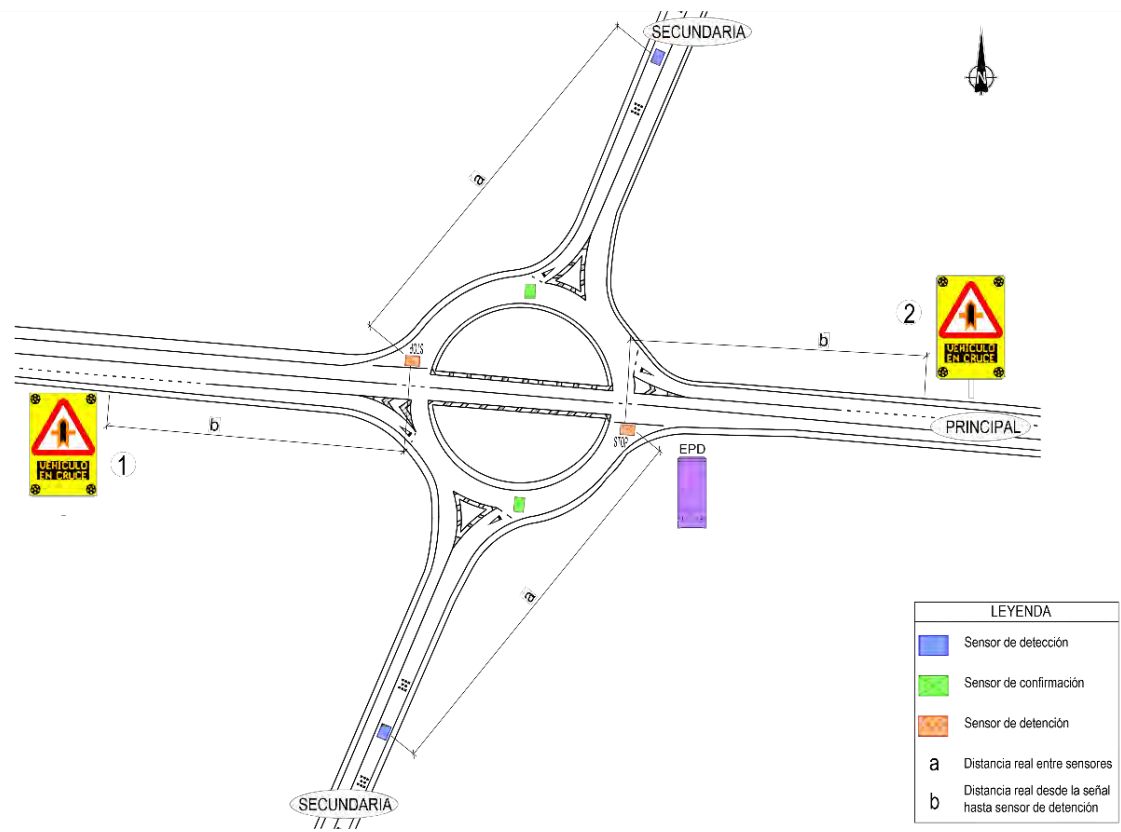 SECUNDARIA
N
a
2
VEHICULO
EN CRUCE
b
STOP
PRINCIPAL
VEHICULO
EN CRUCE
1
b
STOP
EPD
a
SECUNDARIA
LEYENDA
Sensor de detección
Sensor de confirmación
Sensor de detención
a Distancia real entre sensores
b Distancia real desde la señal
hasta sensor de detención